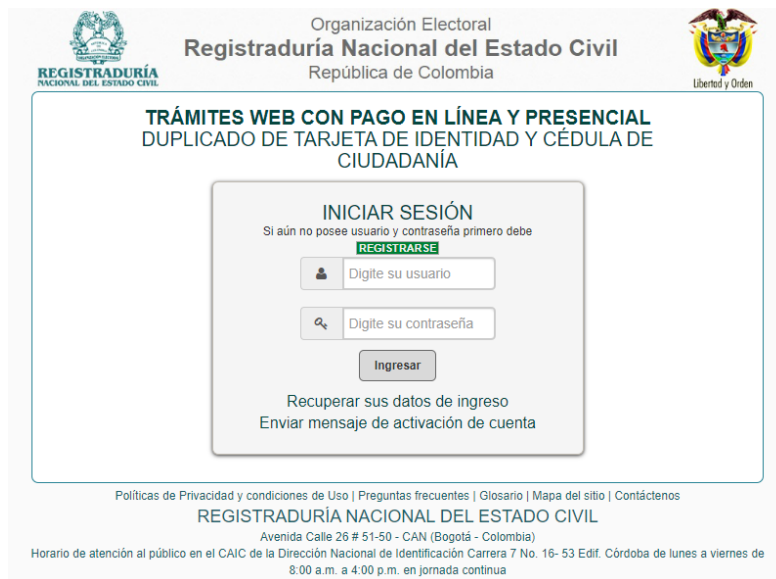 Organización Electoral
Registraduría Nacional del Estado Civil
República de Colombia
REGISTRADURÍA
NACIONAL DEL ESTADO CIVIL
Libertad y Orden
TRÁMITES WEB CON PAGO EN LÍNEA Y PRESENCIAL
DUPLICADO DE TARJETA DE IDENTIDAD Y CÉDULA DE
CIUDADANÍA
INICIAR SESIÓN
Si aún no posee usuario y contraseña primero debe
REGISTRARSE
Digite su usuario
Digite su contraseña
Ingresar
Recuperar sus datos de ingreso
Enviar mensaje de activación de cuenta
Políticas de Privacidad y condiciones de Uso | Preguntas frecuentes | Glosario | Mapa del sitio | Contáctenos
REGISTRADURÍA NACIONAL DEL ESTADO CIVIL
Avenida Calle 26 # 51-50 - CAN (Bogotá - Colombia)
Horario de atención al público en el CAIC de la Dirección Nacional de Identificación Carrera 7 No. 16- 53 Edif. Córdoba de lunes a viernes de
8:00 a.m. a 4:00 p.m. en jornada continua